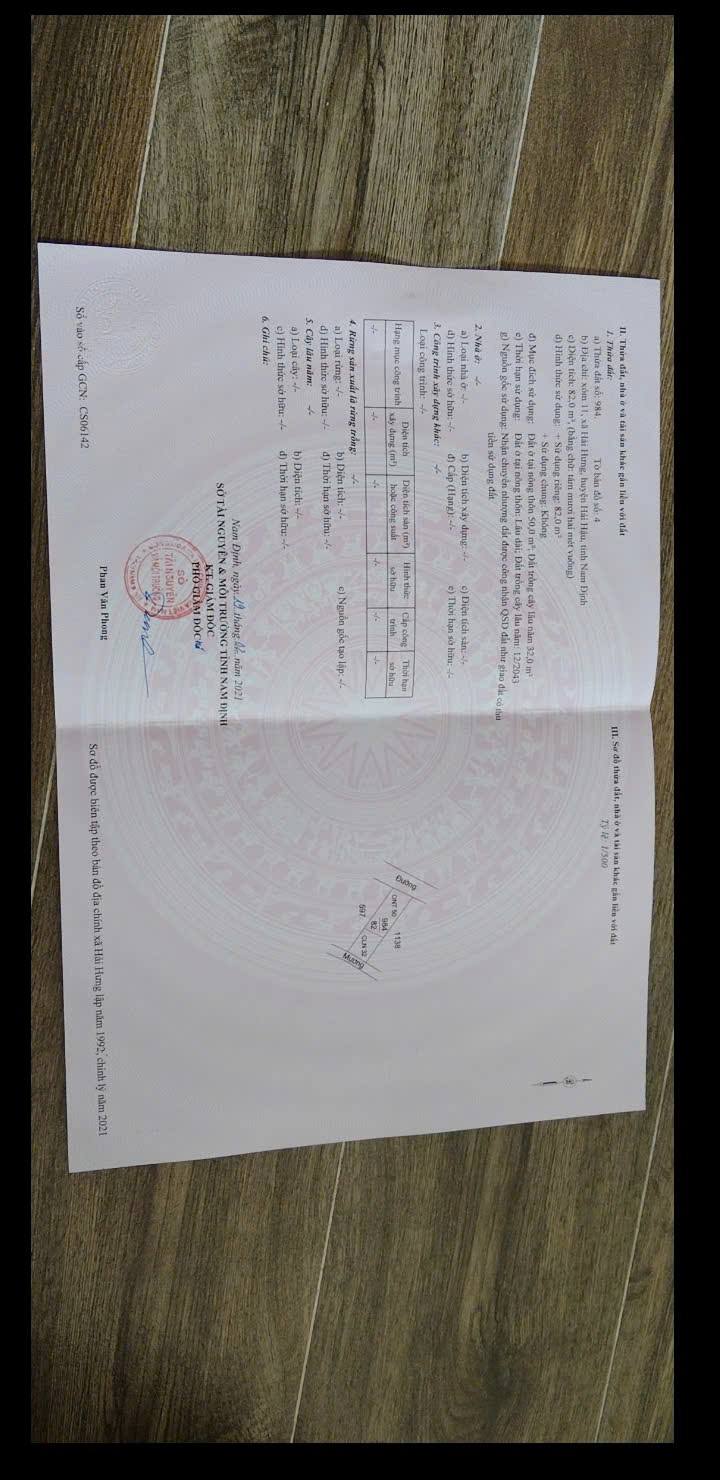 II. Thửa đất, nhà ở và tài sản khác gắn liền với đất
1. Thửa đất:
a) Thửa đất số: 984. Tờ bản đồ số: 4
b) Địa chỉ: xóm 11, xã Hải Hưng, huyện Hải Hậu, tỉnh Nam Định
c) Diện tích: 82.0 m², (bằng chữ: tám mươi hai mét vuông)
d) Hình thức sử dụng: + Sử dụng riêng: 82.0 m²
+ Sử dụng chung: Không
đ) Mục đích sử dụng: Đất ở tại nông thôn 50,0 m²; Đất trồng cây lâu năm 32,0 m²
e) Thời hạn sử dụng: Đất ở tại nông thôn: Lâu dài; Đất trồng cây lâu năm: 12/2043
g) Nguồn gốc sử dụng: Nhận chuyển nhượng đất được công nhận QSD đất như giao đất có thu
tiền sử dụng đất
2. Nhà ở: -/-
a) Loại nhà ở: -/- b) Diện tích xây dựng: -/- c) Diện tích sàn: -/-
d) Hình thức sở hữu: -/- đ) Cấp (Hạng): -/- e) Thời hạn sở hữu: -/-
3. Công trình xây dựng khác: -/-
Loại công trình: -/-
Hạng mục công trình Diện tích xây dựng (m²) Diện tích sàn (m²) hoặc công suất Hình thức sở hữu Cấp công trình Thời hạn sở hữu
-/- -/- -/- -/- -/- -/-
4. Rừng sản xuất là rừng trồng: -/-
a) Loại rừng: -/- b) Diện tích: -/- c) Nguồn gốc tạo lập: -/-
d) Hình thức sở hữu: -/- đ) Thời hạn sở hữu: -/-
5. Cây lâu năm: -/-
a) Loại cây: -/- b) Diện tích: -/-
c) Hình thức sở hữu: -/- d) Thời hạn sở hữu: -/-
6. Ghi chú:
Nam Định, ngày tháng năm 2021
SỞ TÀI NGUYÊN & MÔI TRƯỜNG TỈNH NAM ĐỊNH
KT. GIÁM ĐỐC
PHÓ GIÁM ĐỐC
SỞ
TÀI NGUYÊN
Phan Văn Phong
Số vào sổ cấp GCN: CS06142
III. Sơ đồ thửa đất, nhà ở và tài sản khác gắn liền với đất
Tỷ lệ: 1/500
Đường
1138
ONT 50
984
82
CLN 32
597
Mương
Sơ đồ được biên tập theo bản đồ địa chính xã Hải Hưng lập năm 1992, chỉnh lý năm 2021